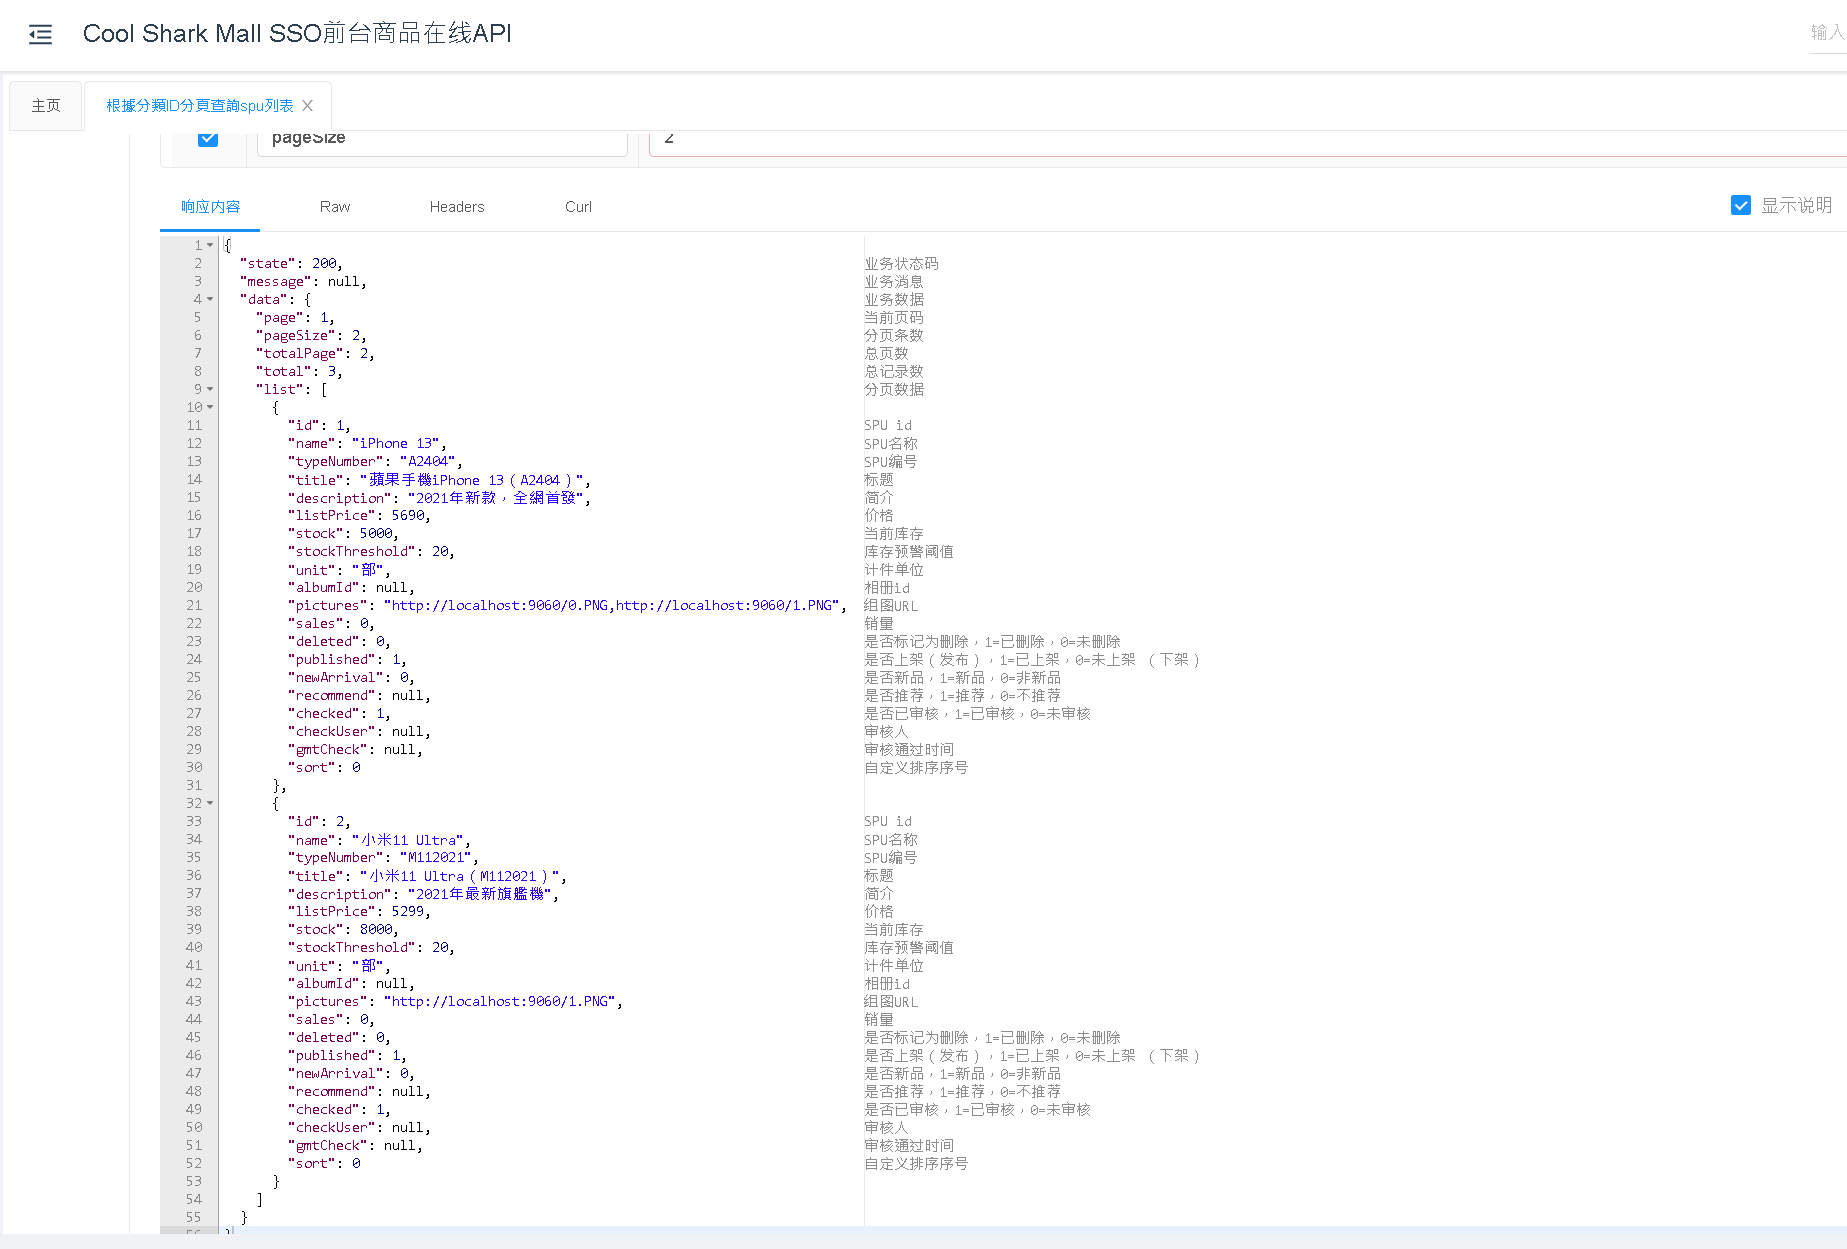 Cool Shark Mall SSO前台商品在线API
输入
主页
根據分類ID分頁查詢spu列表
pageSize
2
响应内容 Raw Headers Curl 显示说明
1 {
2 "state": 200, 业务状态码
3 "message": null, 业务消息
4 "data": { 业务数据
5 "page": 1, 当前页码
6 "pageSize": 2, 分页条数
7 "totalPage": 2, 总页数
8 "total": 3, 总记录数
9 "list": [ 分页数据
10 {
11 "id": 1, SPU id
12 "name": "iPhone 13", SPU名称
13 "typeNumber": "A2404", SPU编号
14 "title": "蘋果手機iPhone 13（A2404）", 标题
15 "description": "2021年新款，全網首發", 简介
16 "listPrice": 5690, 价格
17 "stock": 5000, 当前库存
18 "stockThreshold": 20, 库存预警阈值
19 "unit": "部", 计件单位
20 "albumId": null, 相册id
21 "pictures": "http://localhost:9060/0.PNG,http://localhost:9060/1.PNG", 组图URL
22 "sales": 0, 销量
23 "deleted": 0, 是否标记为删除，1=已删除，0=未删除
24 "published": 1, 是否上架（发布），1=已上架，0=未上架 （下架）
25 "newArrival": 0, 是否新品，1=新品，0=非新品
26 "recommend": null, 是否推荐，1=推荐，0=不推荐
27 "checked": 1, 是否已审核，1=已审核，0=未审核
28 "checkUser": null, 审核人
29 "gmtCheck": null, 审核通过时间
30 "sort": 0 自定义排序序号
31 },
32 {
33 "id": 2, SPU id
34 "name": "小米11 Ultra", SPU名称
35 "typeNumber": "M112021", SPU编号
36 "title": "小米11 Ultra（M112021）", 标题
37 "description": "2021年最新旗艦機", 简介
38 "listPrice": 5299, 价格
39 "stock": 8000, 当前库存
40 "stockThreshold": 20, 库存预警阈值
41 "unit": "部", 计件单位
42 "albumId": null, 相册id
43 "pictures": "http://localhost:9060/1.PNG", 组图URL
44 "sales": 0, 销量
45 "deleted": 0, 是否标记为删除，1=已删除，0=未删除
46 "published": 1, 是否上架（发布），1=已上架，0=未上架 （下架）
47 "newArrival": 0, 是否新品，1=新品，0=非新品
48 "recommend": null, 是否推荐，1=推荐，0=不推荐
49 "checked": 1, 是否已审核，1=已审核，0=未审核
50 "checkUser": null, 审核人
51 "gmtCheck": null, 审核通过时间
52 "sort": 0 自定义排序序号
53 }
54 ]
55 }
56 }